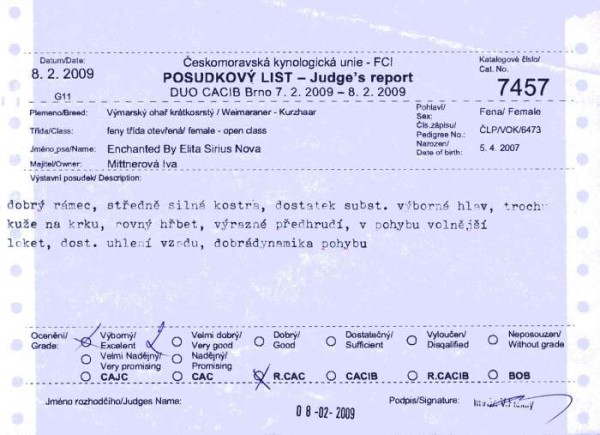 Datum/Date: Českomoravská kynologická unie - FCI Katalogové číslo/
Cat. No.
8. 2. 2009 POSUDKOVÝ LIST – Judge's report 7457
G11 DUO CACIB Brno 7. 2. 2009 – 8. 2. 2009
Plemeno/Breed: Výmarský ohař krátkosrstý / Weimaraner - Kurzhaar Pohlaví/
Sex: Fena/ Female
Třída/Class: feny třída otevřená/ female - open class Čís.zápisu/
Pedigree No.: ČLP/VOK/6473
Jméno psa/Name: Enchanted By Elita Sirius Nova Narozen/
Date of birth: 5. 4. 2007
Majitel/Owner: Mittnerová Iva
Výstavní posudek/ Description:
dobrý rámec, středně silná kostra, dostatek subst. výborná hlav, troch
kuže na krku, rovný hřbet, výrazné předhrudí, v pohybu volnější
loket, dost. uhlení vzadu, dobrádynamika pohybu
Ocenění/
Grade: Výborný/
Excelent Velmi dobrý/
Very good Dobrý/
Good Dostatečný/
Sufficient Vyloučen/
Disqalified Neposouzen/
Without grade
Velmi Nadějný/
Very promising Nadějný/
Promising
CAJC CAC R.CAC CACIB R.CACIB BOB
Jméno rozhodčího/Judges Name: 08-02-2009 Podpis/Signature: